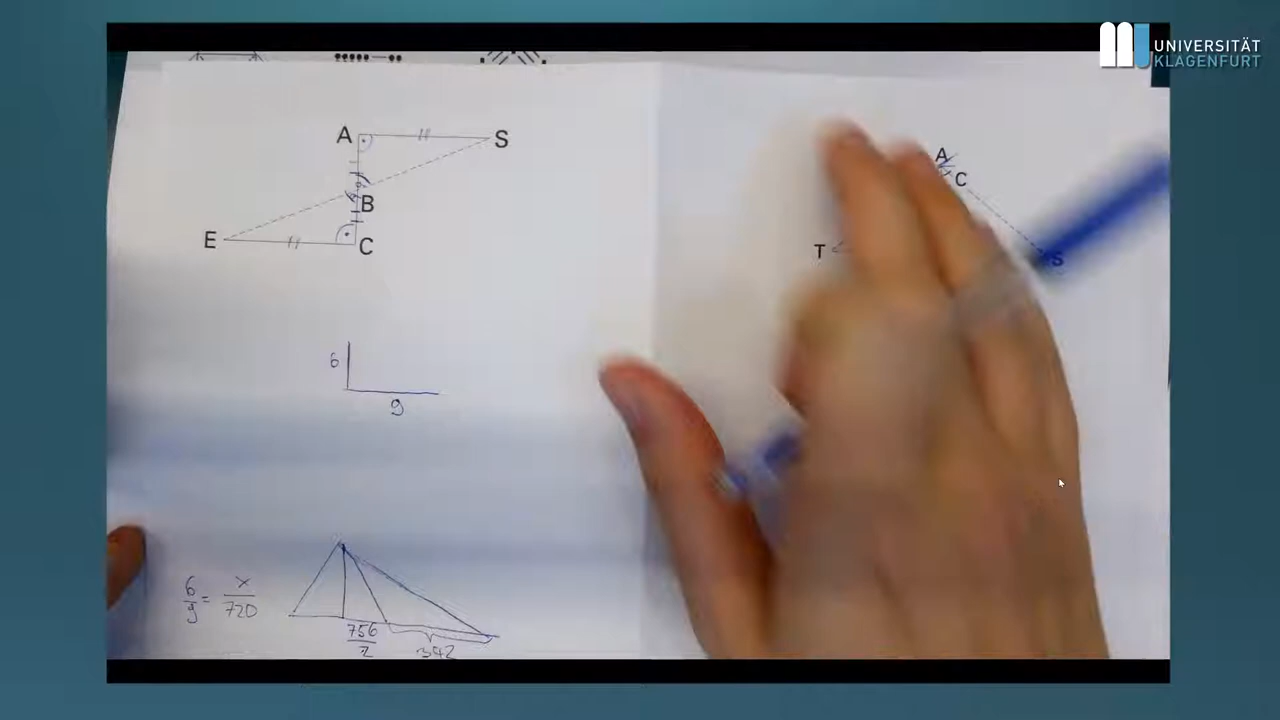 UNIVERSITÄT
KLAGENFURT
A
S
B
E
C
A
C
T
S
6
9
6/9 = x/720
756/2
342